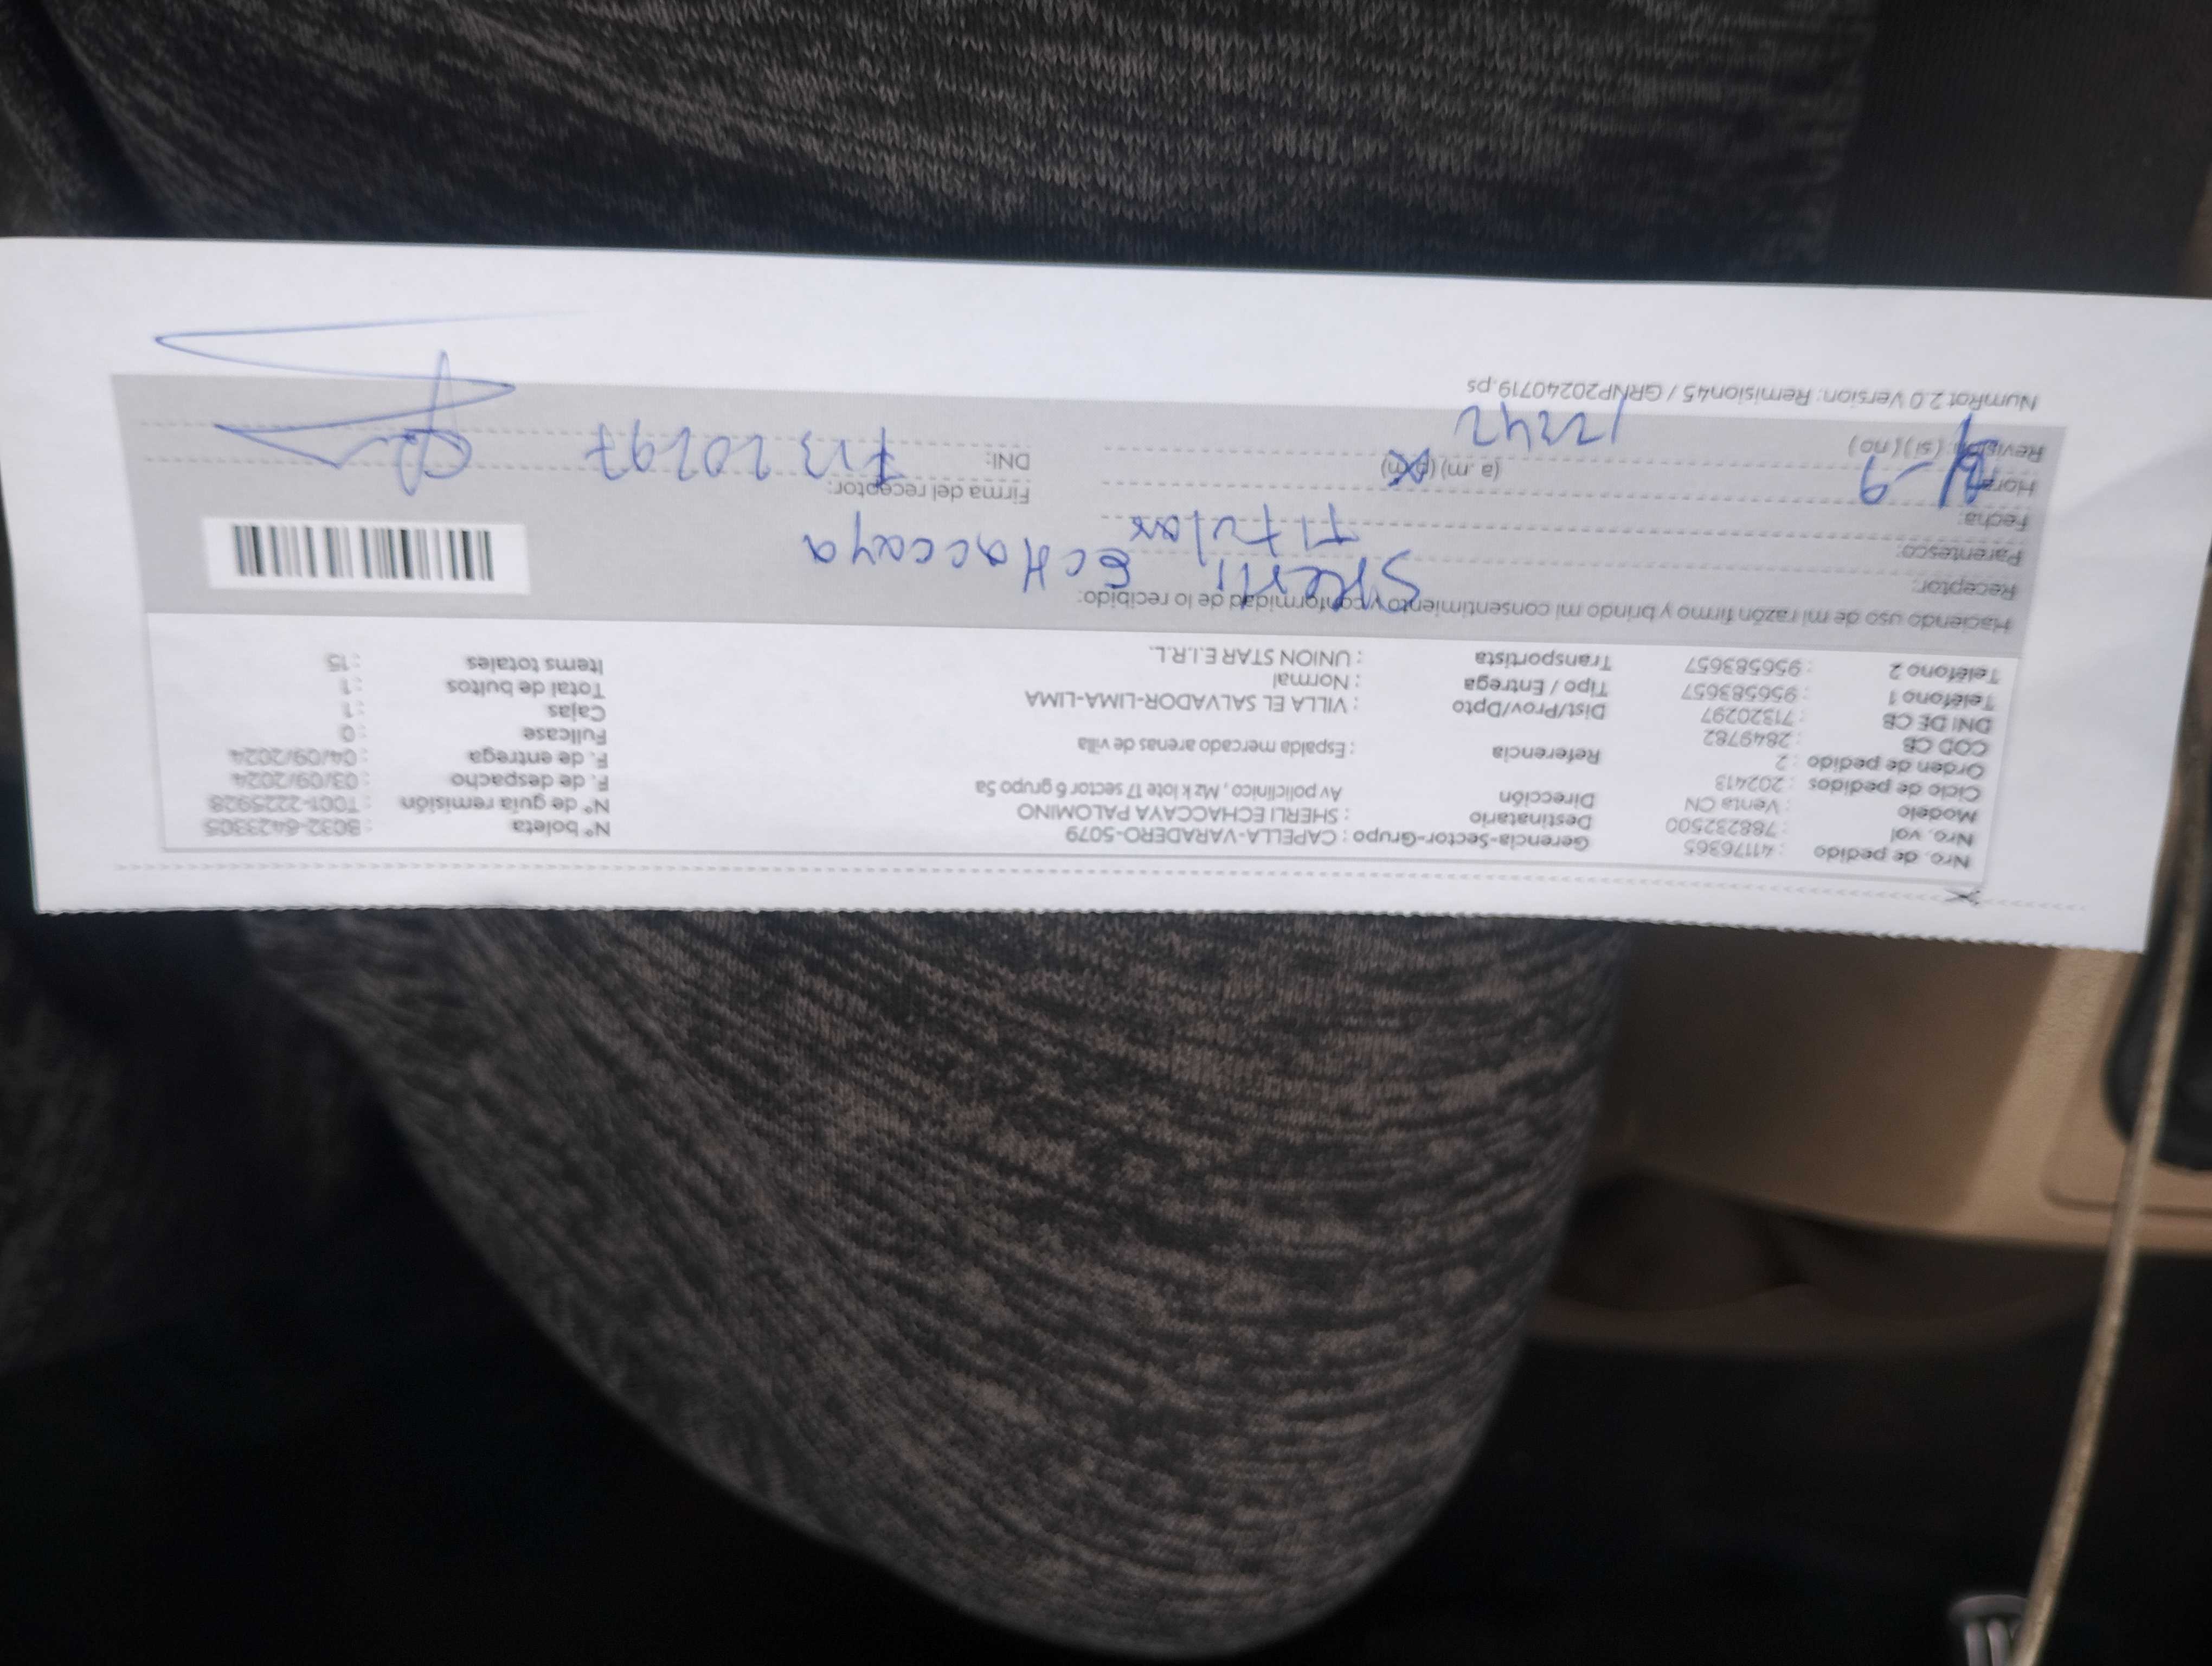 Nro. de pedido : 41176365
Nro. vol : 788232500
Modelo : Venta CN
Ciclo de pedidos : 202413
Orden de pedido : 2
COD CB : 2849782
DNI DE CB : 71320297
Teléfono 1 : 956583657
Teléfono 2 : 956583657
Gerencia-Sector-Grupo : CAPELLA-VARADERO-5079
Destinatario : SHERLI ECHACCAYA PALOMINO
Dirección Av policlinico , Mz k lote 17 sector 6 grupo 5a
Referencia : Espalda mercado arenas de villa
Dist/Prov/Dpto : VILLA EL SALVADOR-LIMA-LIMA
Tipo / Entrega : Normal
Transportista : UNION STAR E.I.R.L.
N° boleta : B032-6423305
N° de guía remisión : T001-2225928
F. de despacho : 03/09/2024
F. de entrega : 04/09/2024
Fullcase : 0
Cajas : 1
Total de bultos : 1
Items totales : 15
Haciendo uso de mi razón firmo y brindo mi consentimiento y conformidad de lo recibido:
Receptor: Sherli EcHaccaya
Parentesco: Titular
Fecha:
Hora: (a .m) (p.m)
Revisión: (si) (no)
12:42
Firma del receptor:
DNI: 71320297
NumRot 2.0 Version: Remision45 / GRNP20240719.ps